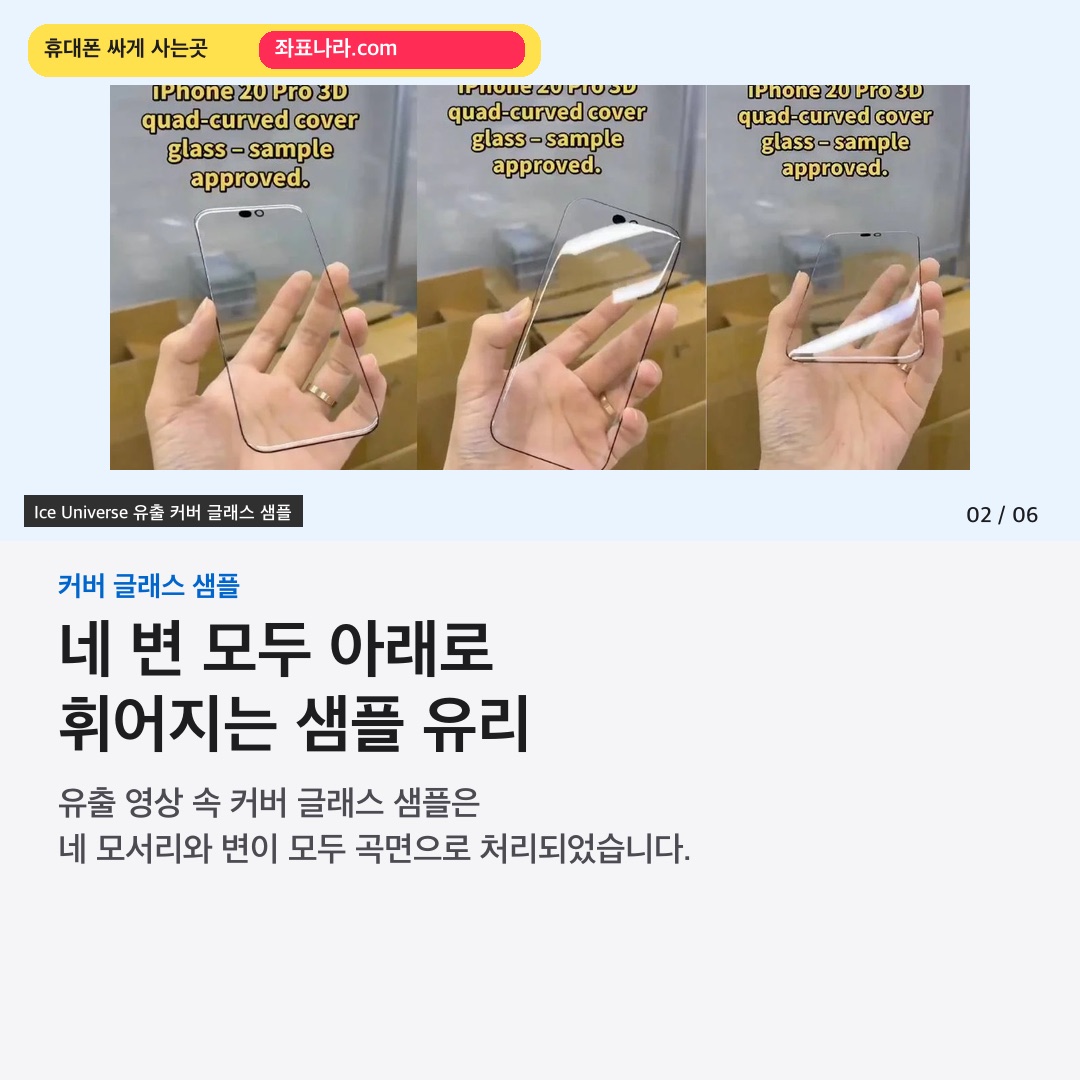 휴대폰 싸게 사는곳
좌표나라.com
iPhone 20 Pro 3D
quad-curved cover
glass – sample
approved.
iPhone 20 Pro 3D
quad-curved cover
glass – sample
approved.
iPhone 20 Pro 3D
quad-curved cover
glass – sample
approved.
Ice Universe 유출 커버 글래스 샘플
02 / 06
커버 글래스 샘플
네 변 모두 아래로
휘어지는 샘플 유리
유출 영상 속 커버 글래스 샘플은
네 모서리와 변이 모두 곡면으로 처리되었습니다.